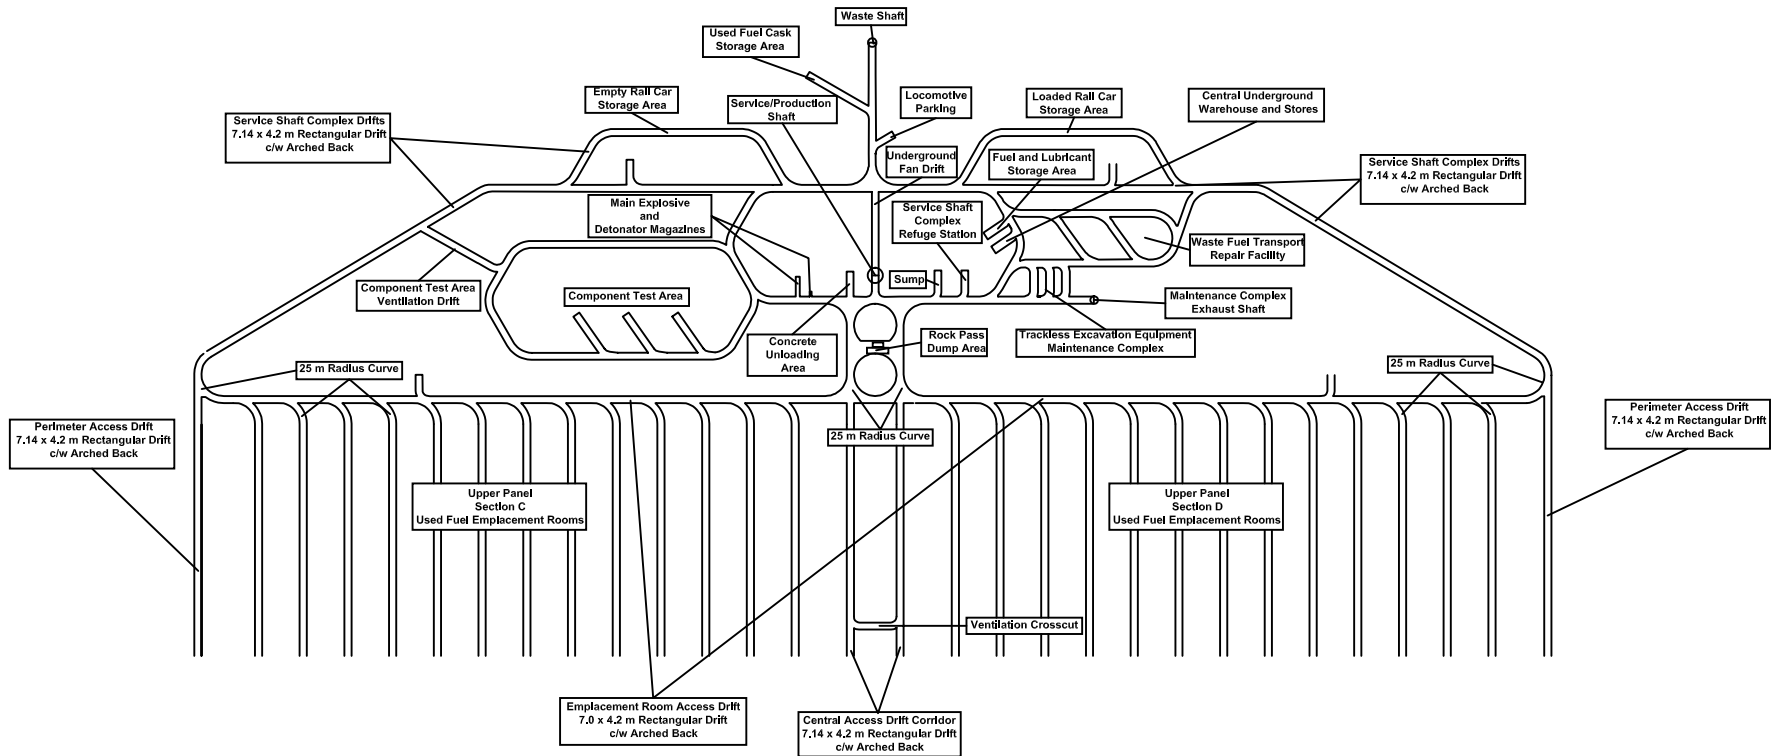 Waste Shaft
Used Fuel Cask
Storage Area
Empty Rail Car
Storage Area
Service/Production
Shaft
Locomotive
Parking
Loaded Rail Car
Storage Area
Central Underground
Warehouse and Stores
Service Shaft Complex Drifts
7.14 x 4.2 m Rectangular Drift
c/w Arched Back
Underground
Fan Drift
Fuel and Lubricant
Storage Area
Service Shaft Complex Drifts
7.14 x 4.2 m Rectangular Drift
c/w Arched Back
Main Explosive
and
Detonator Magazines
Service Shaft
Complex
Refuge Station
Waste Fuel Transport
Repair Facility
Component Test Area
Ventilation Drift
Component Test Area
Sump
Maintenance Complex
Exhaust Shaft
Concrete
Unloading
Area
Rock Pass
Dump Area
Trackless Excavation Equipment
Maintenance Complex
25 m Radius Curve
25 m Radius Curve
Perimeter Access Drift
7.14 x 4.2 m Rectangular Drift
c/w Arched Back
25 m Radius Curve
Perimeter Access Drift
7.14 x 4.2 m Rectangular Drift
c/w Arched Back
Upper Panel
Section C
Used Fuel Emplacement Rooms
Upper Panel
Section D
Used Fuel Emplacement Rooms
Ventilation Crosscut
Emplacement Room Access Drift
7.0 x 4.2 m Rectangular Drift
c/w Arched Back
Central Access Drift Corridor
7.14 x 4.2 m Rectangular Drift
c/w Arched Back